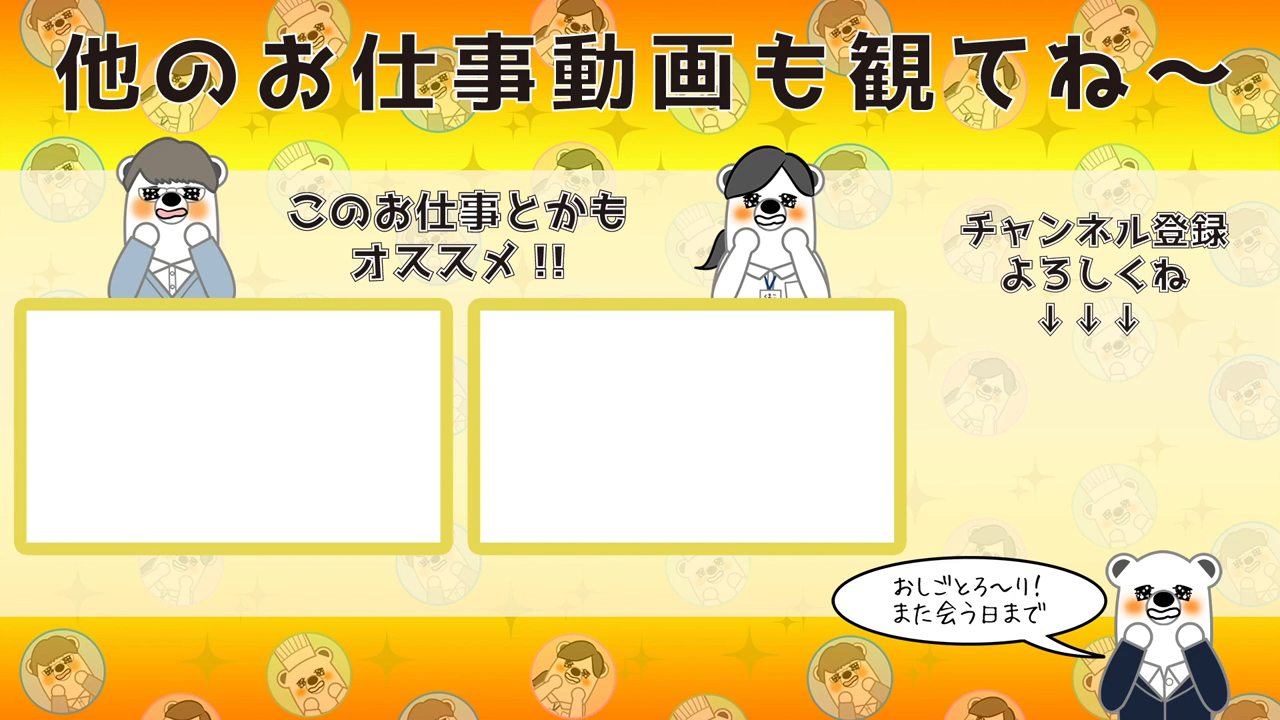 他のお仕事動画も観てね〜
このお仕事とかも
オススメ !!
チャンネル登録
よろしくね
↓↓↓
おしごとろ〜り!
また会う日まで